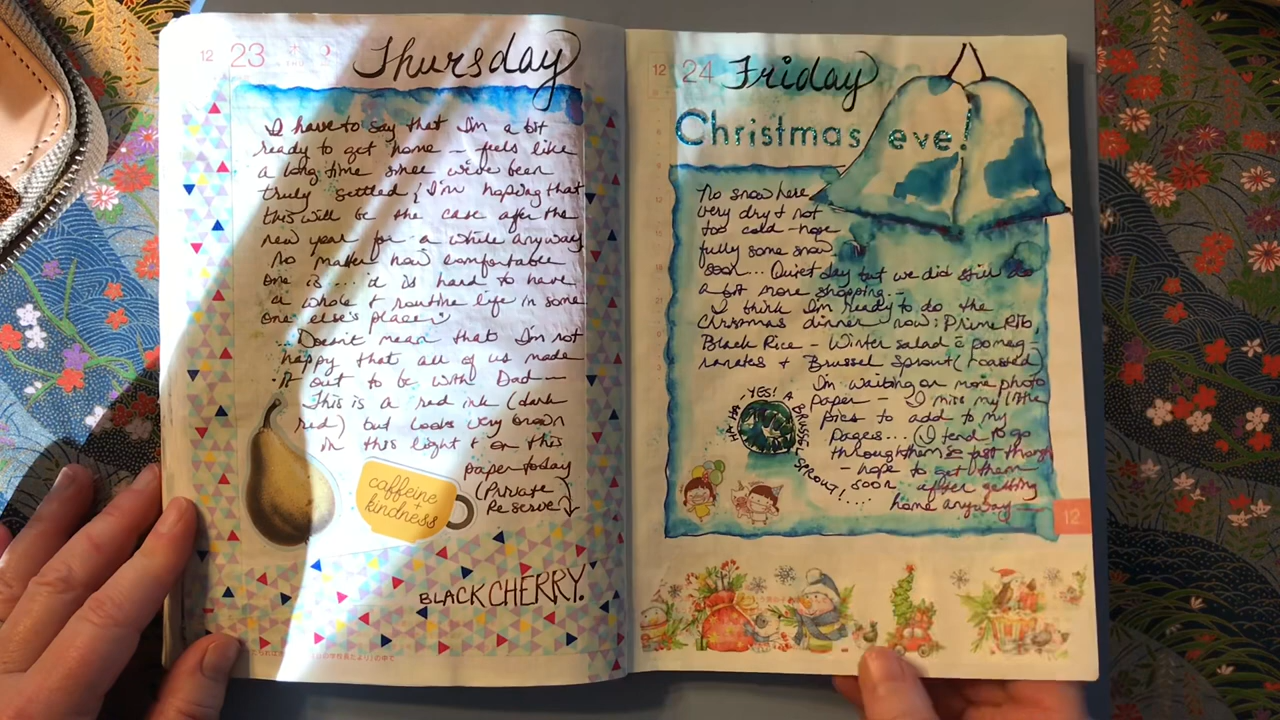 12 23 木
Thursday
I have to say that I'm a bit
ready to get home — feels like
a long time since we've been
truly settled & I'm hoping that
this will be the case after the
new year for a while anyway
no matter how comfortable
one is ... it is hard to have
a whole & routine life in some
one else's place
... Doesn't mean that I'm not
happy that all of us made
it out to be with Dad —
This is a red ink (dark
red) but looks very brown
in this light & on this
paper today
(Private
Reserve)
caffeine
+
kindness
BLACK CHERRY.
12 24 Friday
Christmas eve!
No snow here
very dry & not
too cold - hope
fully some snow
soon... Quiet day but we did still do
a bit more shopping. -
I think I'm ready to do the
Chrismas dinner now: Prime Rib,
Black Rice - Winter salad c̄ pomag-
ranates & Brussel Sprout (roasted)
I'm waiting on more photo
paper - I miss my little
pics to add to my
pages... (I tend to go
through them so fast though
- hope to get them
soon after getting
home anyway —
HA HA - YES! A BRUSSEL SPROUT!....
12